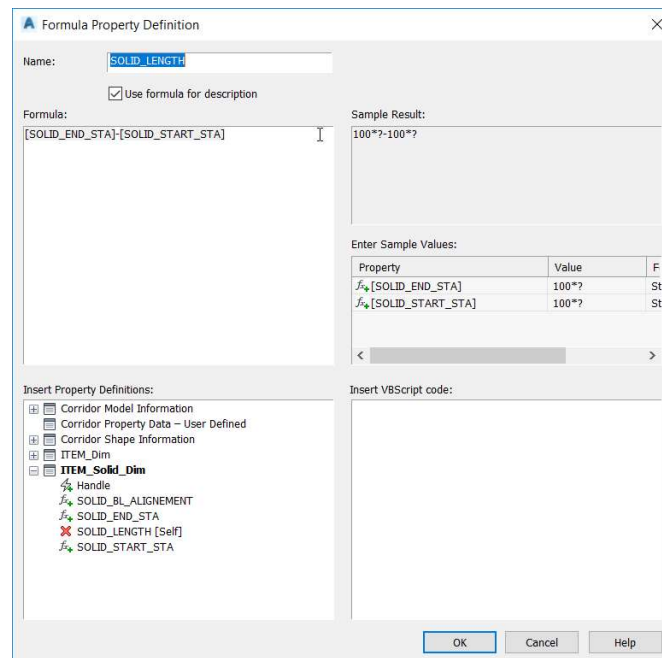 Formula Property Definition
Name:
SOLID_LENGTH
Use formula for description
Formula:
[SOLID_END_STA]-[SOLID_START_STA]
Sample Result:
100*?-100*?
Enter Sample Values:
Property Value F
[SOLID_END_STA] 100*? St
[SOLID_START_STA] 100*? St
Insert Property Definitions:
Corridor Model Information
Corridor Property Data – User Defined
Corridor Shape Information
ITEM_Dim
ITEM_Solid_Dim
Handle
SOLID_BL_ALIGNEMENT
SOLID_END_STA
SOLID_LENGTH [Self]
SOLID_START_STA
Insert VBScript code:
OK Cancel Help